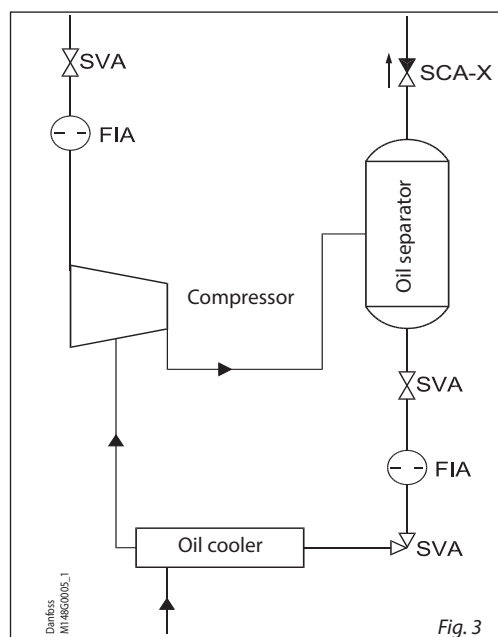 SVA
SCA-X
FIA
Oil separator
Compressor
SVA
FIA
Oil cooler
SVA
Danfoss
M148G0005_1
Fig. 3